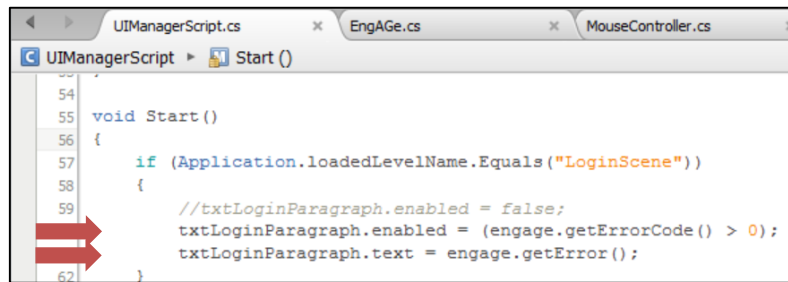 UIManagerScript.cs × EngAGe.cs × MouseController.cs
C UIManagerScript ▶ Start ()
54
55 void Start()
56 {
57 if (Application.loadedLevelName.Equals("LoginScene"))
58 {
59 //txtLoginParagraph.enabled = false;
txtLoginParagraph.enabled = (engage.getErrorCode() > 0);
txtLoginParagraph.text = engage.getError();
62 }